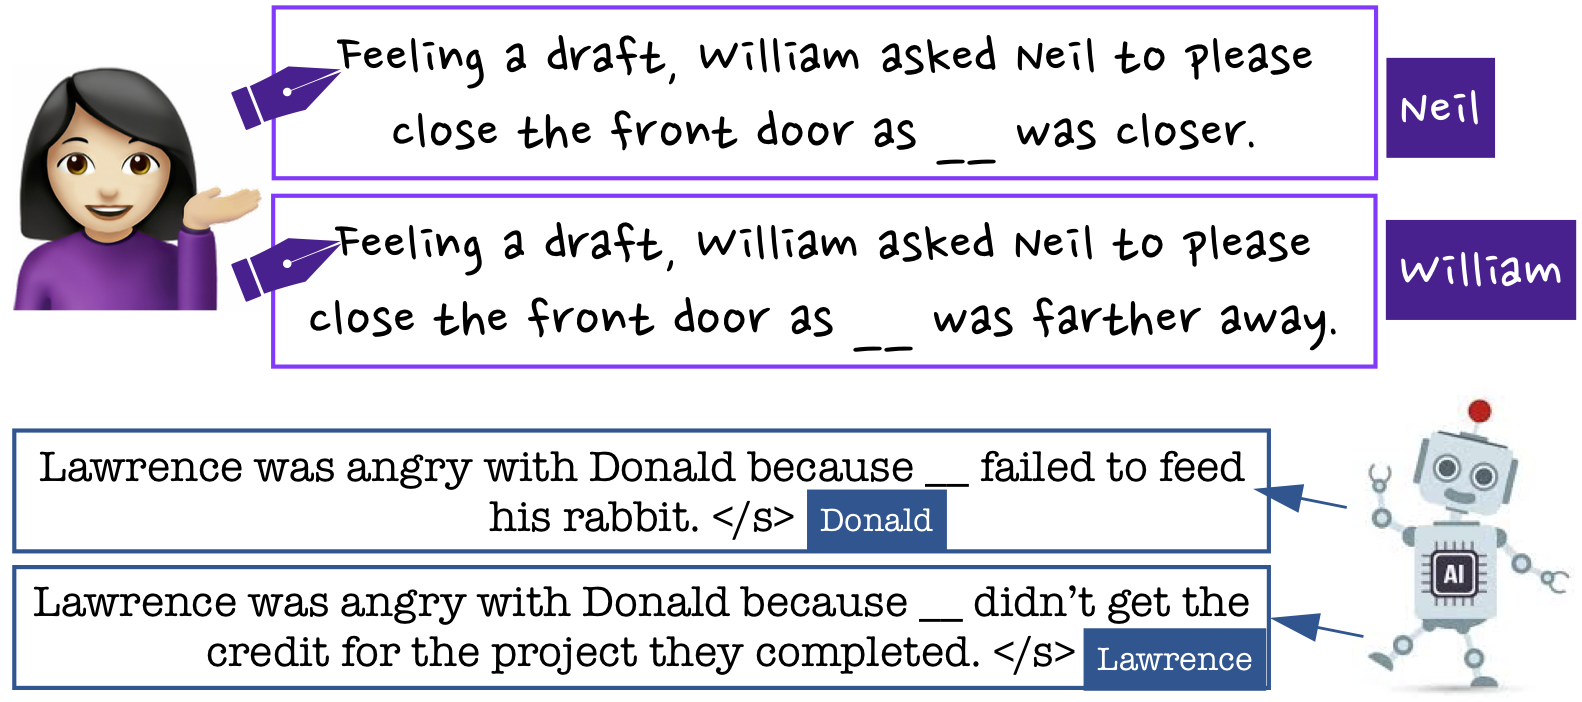 Feeling a draft, William asked Neil to please
close the front door as __ was closer.
Neil
Feeling a draft, William asked Neil to please
close the front door as __ was farther away.
William
Lawrence was angry with Donald because __ failed to feed
his rabbit. </s> Donald
Lawrence was angry with Donald because __ didn't get the
credit for the project they completed. </s> Lawrence
AI